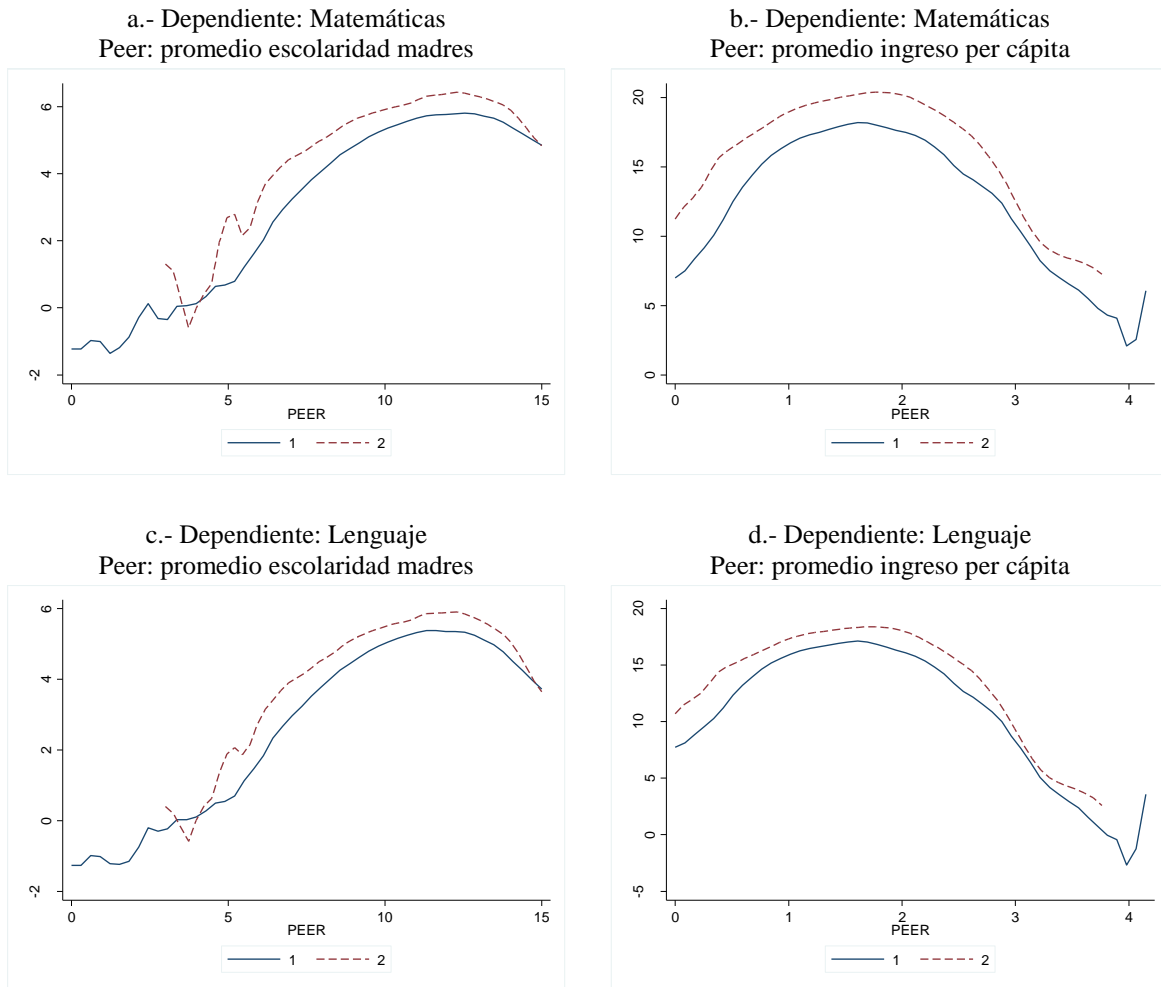 a.- Dependiente: Matemáticas
Peer: promedio escolaridad madres
6
4
2
0
-2
0 5 10 15
PEER
1 2
b.- Dependiente: Matemáticas
Peer: promedio ingreso per cápita
20
15
10
5
0
0 1 2 3 4
PEER
1 2
c.- Dependiente: Lenguaje
Peer: promedio escolaridad madres
6
4
2
0
-2
0 5 10 15
PEER
1 2
d.- Dependiente: Lenguaje
Peer: promedio ingreso per cápita
20
15
10
5
0
-5
0 1 2 3 4
PEER
1 2